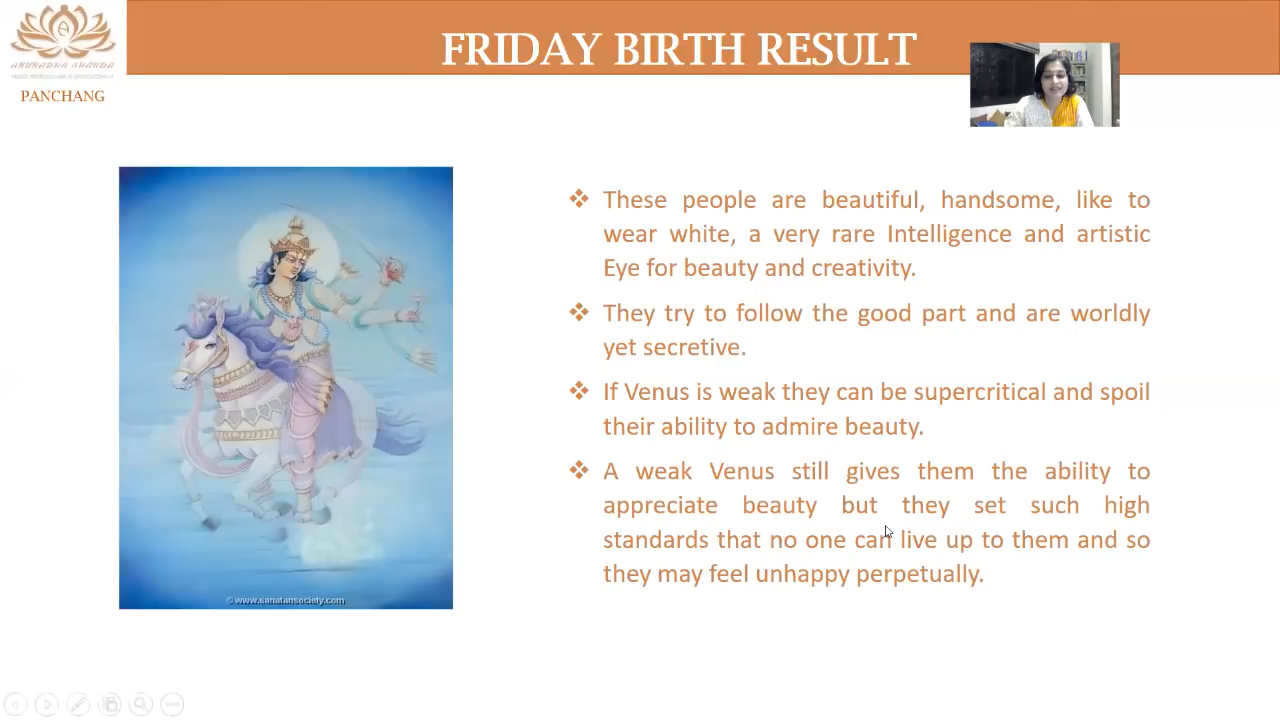 FRIDAY BIRTH RESULT
ANURADHA SHARDA
PANCHANG
These people are beautiful, handsome, like to
wear white, a very rare Intelligence and artistic
Eye for beauty and creativity.
They try to follow the good part and are worldly
yet secretive.
If Venus is weak they can be supercritical and spoil
their ability to admire beauty.
A weak Venus still gives them the ability to
appreciate beauty but they set such high
standards that no one can live up to them and so
they may feel unhappy perpetually.
© www.sanatansociety.com